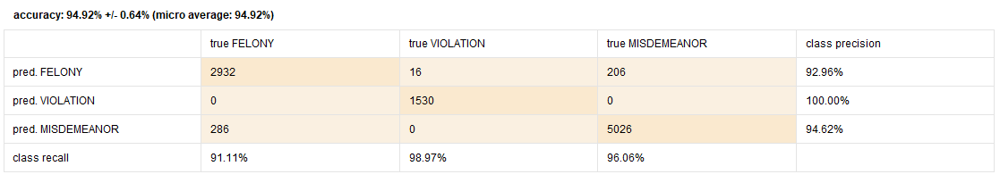 accuracy: 94.92% +/- 0.64% (micro average: 94.92%)
true FELONY true VIOLATION true MISDEMEANOR class precision
pred. FELONY 2932 16 206 92.96%
pred. VIOLATION 0 1530 0 100.00%
pred. MISDEMEANOR 286 0 5026 94.62%
class recall 91.11% 98.97% 96.06%